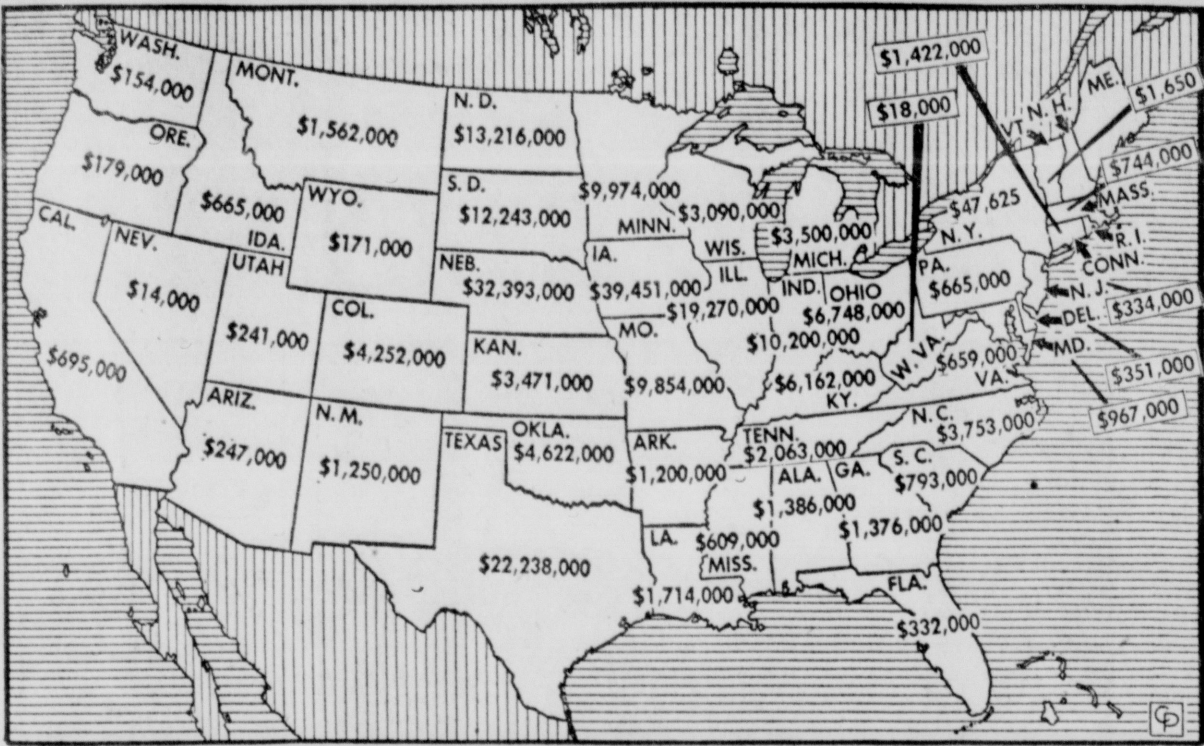 WASH.
$154,000
MONT.
$1,562,000
N. D.
$13,216,000
$1,422,000
$18,000
VT
N. H.
ME.
$1,650
ORE.
$179,000
$665,000
IDA.
WYO.
$171,000
S. D.
$12,243,000
$9,974,000
MINN.
$3,090,000
WIS.
$3,500,000
MICH.
$47,625
N. Y.
$744,000
MASS.
R. I.
CONN.
CAL.
$695,000
NEV.
$14,000
UTAH
$241,000
COL.
$4,252,000
NEB.
$32,393,000
IA.
$39,451,000
ILL.
$19,270,000
IND.
$10,200,000
OHIO
$6,748,000
PA.
$665,000
N. J.
DEL.
$334,000
MD.
$351,000
$967,000
KAN.
$3,471,000
MO.
$9,854,000
$6,162,000
KY.
W. VA.
$659,000
VA.
ARIZ.
$247,000
N. M.
$1,250,000
TEXAS
$22,238,000
OKLA.
$4,622,000
ARK.
$1,200,000
TENN.
$2,063,000
N. C.
$3,753,000
S. C.
$793,000
ALA.
$1,386,000
GA.
$1,376,000
LA.
$1,714,000
$609,000
MISS.
FLA.
$332,000
CP